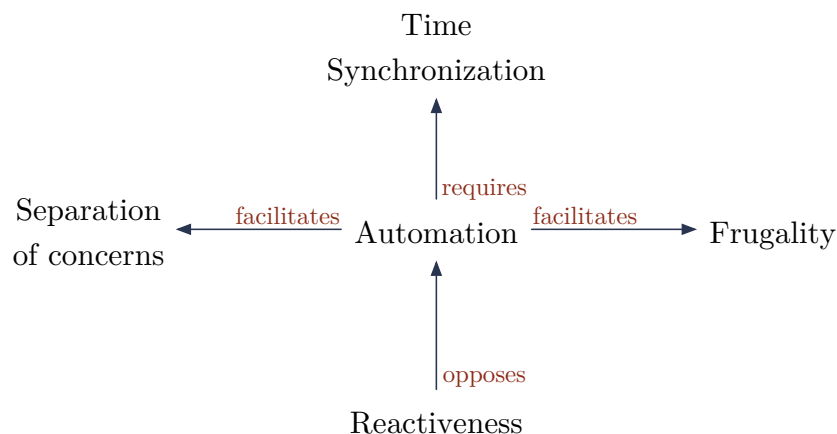 Time
Synchronization
requires
Separation
of concerns
facilitates
Automation
facilitates
Frugality
opposes
Reactiveness